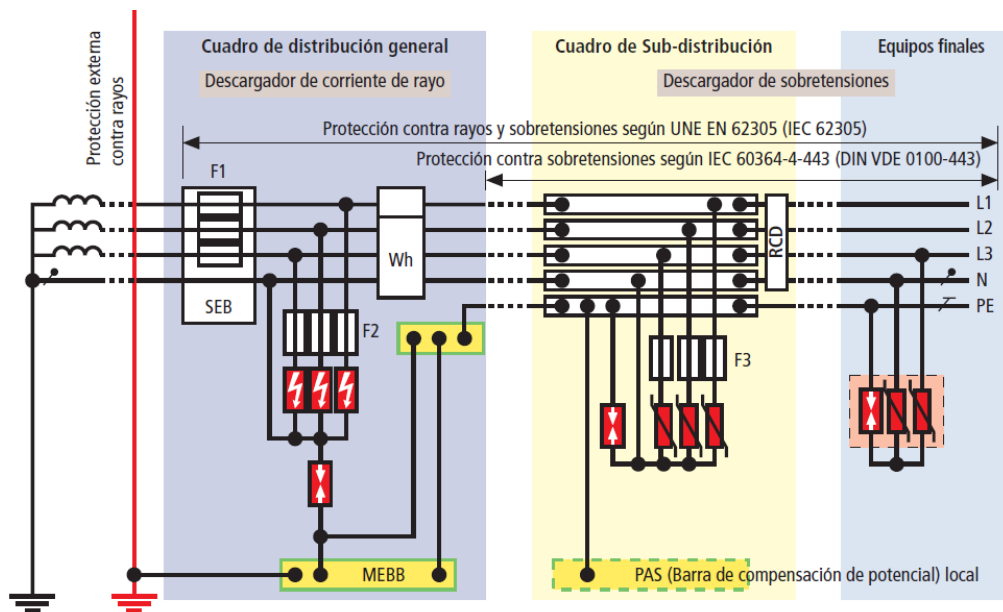 Protección externa
contra rayos
Cuadro de distribución general
Descargador de corriente de rayo
Cuadro de Sub-distribución
Equipos finales
Descargador de sobretensiones
Protección contra rayos y sobretensiones según UNE EN 62305 (IEC 62305)
Protección contra sobretensiones según IEC 60364-4-443 (DIN VDE 0100-443)
F1
SEB
Wh
RCD
L1
L2
L3
N
PE
F2
F3
MEBB
PAS (Barra de compensación de potencial) local